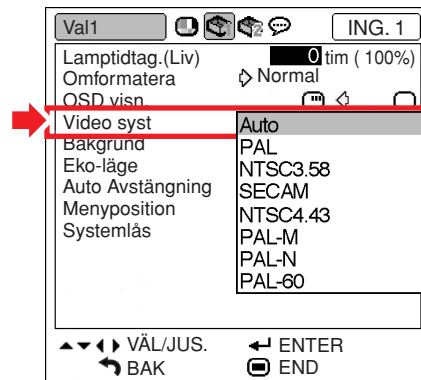 Val1 2 ING. 1
Lamptidtag.(Liv) 0 tim ( 100%)
Omformatera Normal
OSD visn.
Video syst Auto
Bakgrund PAL
Eko-läge NTSC3.58
Auto Avstängning SECAM
Menyposition NTSC4.43
Systemlås PAL-M
PAL-N
PAL-60
VÄL/JUS. ENTER
BAK END